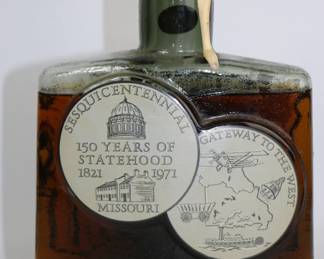 SESQUICENTENNIAL
150 YEARS OF
STATEHOOD
1821 1971
MISSOURI
GATEWAY TO THE WEST